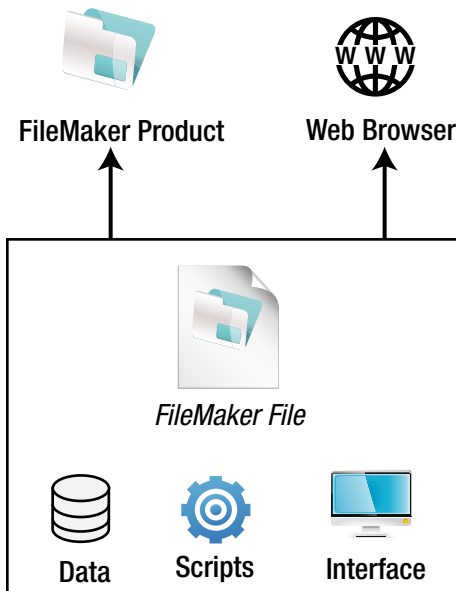 WWW
FileMaker Product
Web Browser
FileMaker File
Data
Scripts
Interface